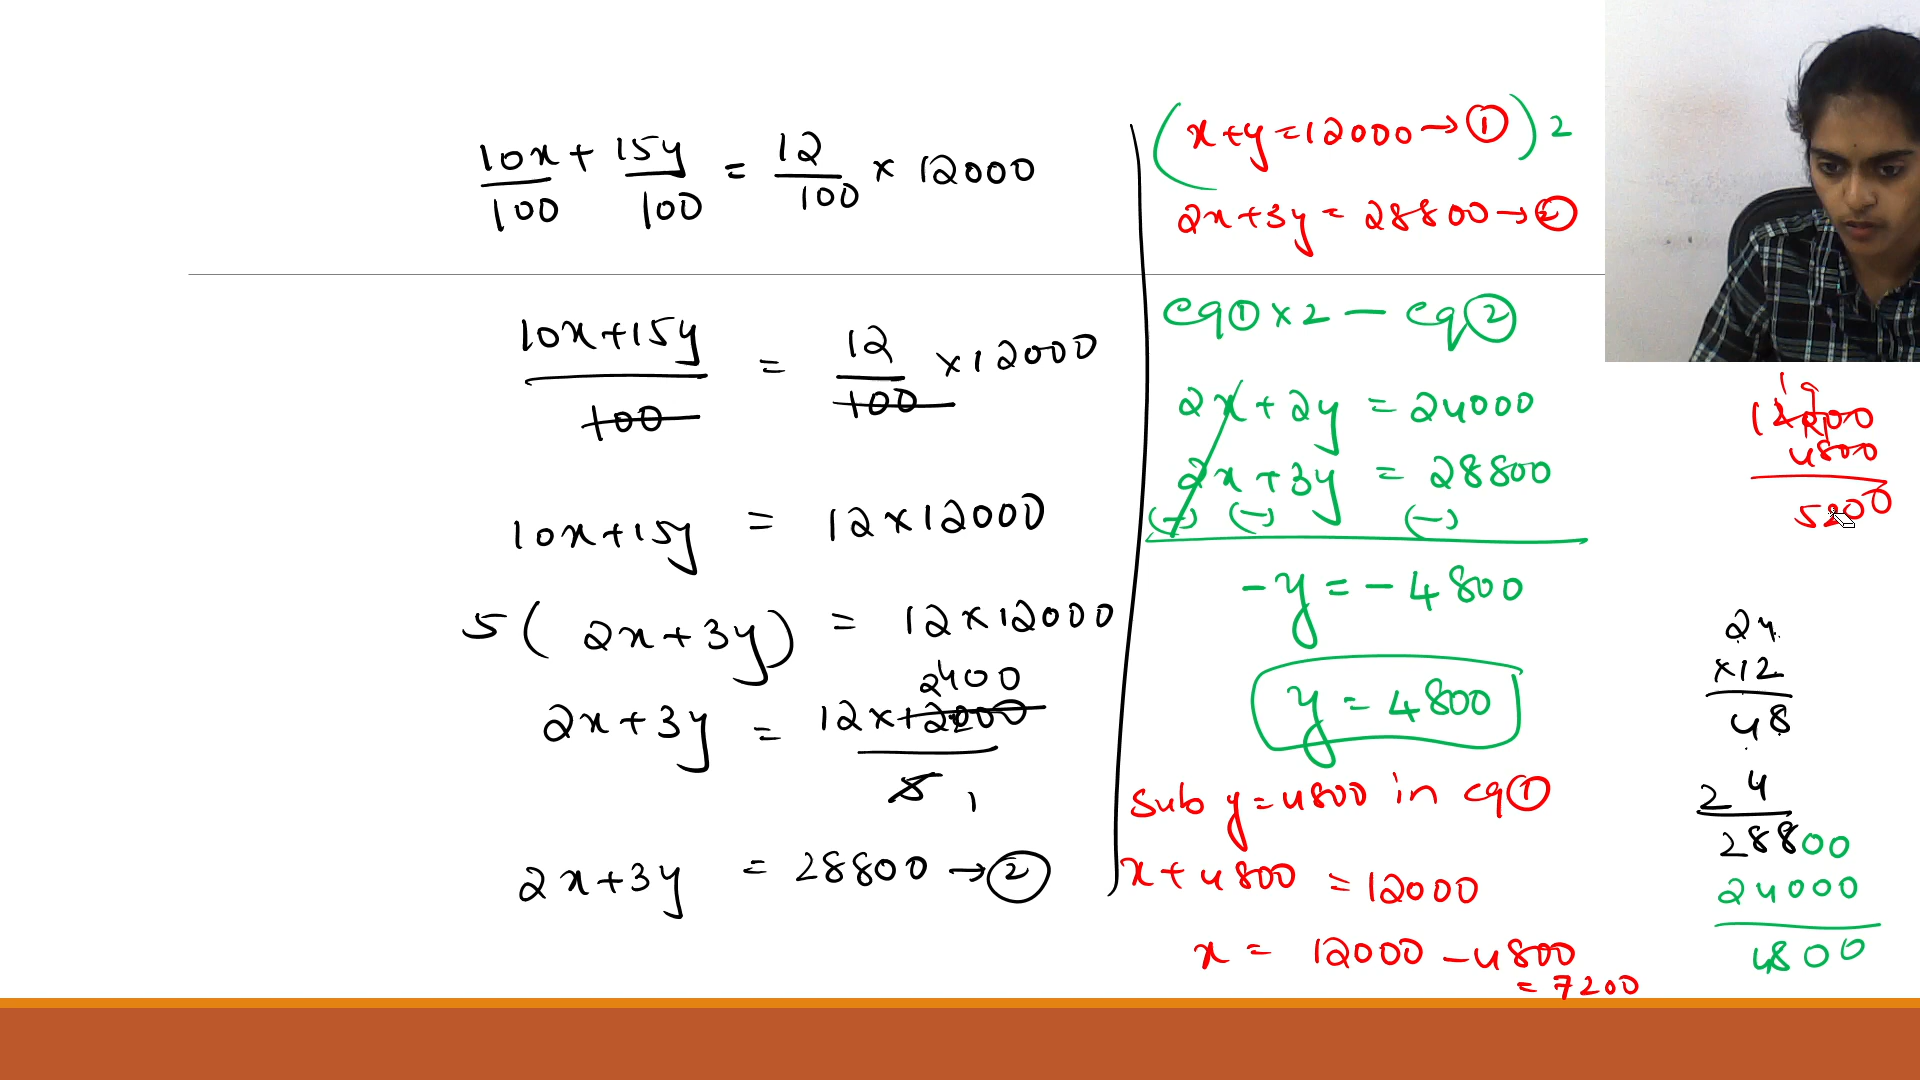 10x/100 + 15y/100 = 12/100 × 12000
10x+15y/100 = 12/100 ×12000
10x+15y = 12×12000
5( 2x+3y) = 12×12000
2400
2x+3y = 12×12000/5 1
2x+3y = 28800 → ②
(x+y=12000→①)2
2x+3y= 28800→②
eq①×2 − eq②
2x+2y = 24000
2x+3y = 28800
(−) (−) (−)
-y = - 4800
y = 4800
Sub y=4800 in eq①
x+4800 = 12000
x = 12000 −4800
= 7200
12000
4800
5200
24
×12
48
24
28800
24000
4800